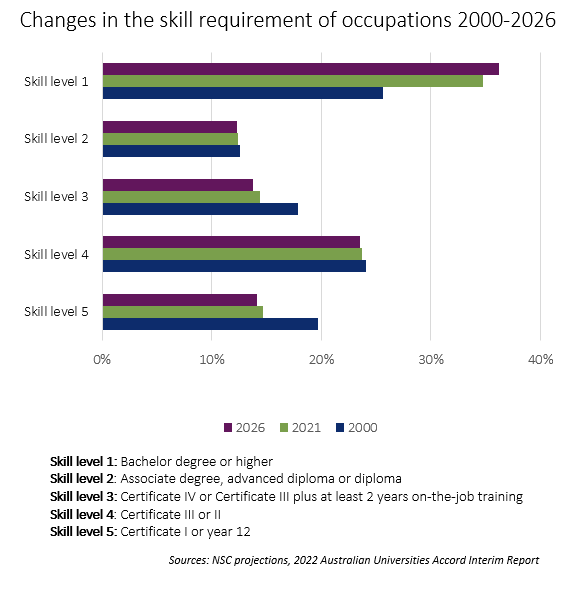 Changes in the skill requirement of occupations 2000-2026
Skill level 1
Skill level 2
Skill level 3
Skill level 4
Skill level 5
0% 10% 20% 30% 40%
2026 2021 2000
Skill level 1: Bachelor degree or higher
Skill level 2: Associate degree, advanced diploma or diploma
Skill level 3: Certificate IV or Certificate III plus at least 2 years on-the-job training
Skill level 4: Certificate III or II
Skill level 5: Certificate I or year 12
Sources: NSC projections, 2022 Australian Universities Accord Interim Report